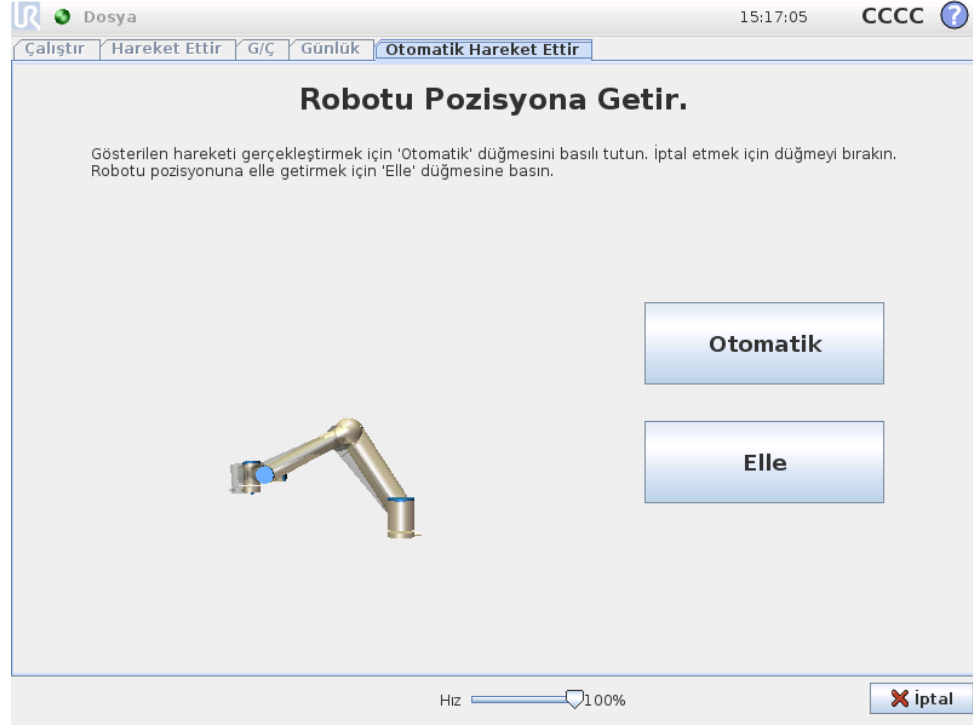 UR Dosya 15:17:05 CCCC ?
Çalıştır Hareket Ettir G/Ç Günlük Otomatik Hareket Ettir
Robotu Pozisyona Getir.
Gösterilen hareketi gerçekleştirmek için 'Otomatik' düğmesini basılı tutun. İptal etmek için düğmeyi bırakın.
Robotu pozisyonuna elle getirmek için 'Elle' düğmesine basın.
Otomatik
Elle
Hız 100% İptal